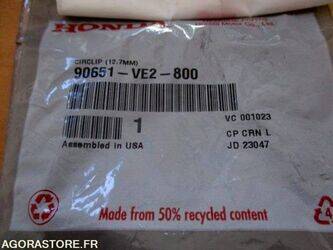 HONDA
CIRCLIP (12.7MM)
90651-VE2-800
1
VC 001023
CP CRN L
Assembled in USA
JD 23047
Made from 50% recycled content
AGORASTORE.FR